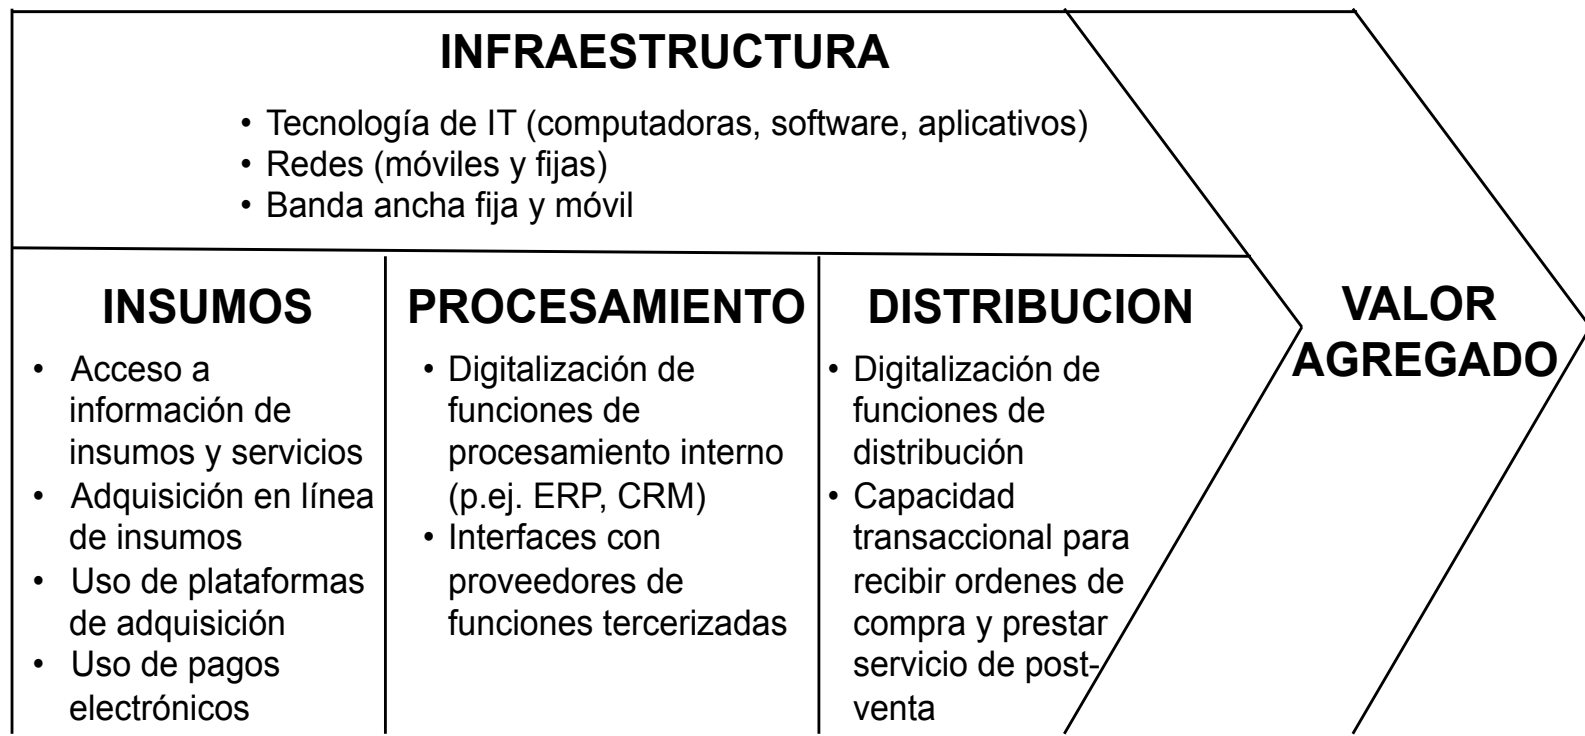 INFRAESTRUCTURA
• Tecnología de IT (computadoras, software, aplicativos)
• Redes (móviles y fijas)
• Banda ancha fija y móvil
INSUMOS
• Acceso a
información de
insumos y servicios
• Adquisición en línea
de insumos
• Uso de plataformas
de adquisición
• Uso de pagos
electrónicos
PROCESAMIENTO
• Digitalización de
funciones de
procesamiento interno
(p.ej. ERP, CRM)
• Interfaces con
proveedores de
funciones tercerizadas
DISTRIBUCION
• Digitalización de
funciones de
distribución
• Capacidad
transaccional para
recibir ordenes de
compra y prestar
servicio de post-
venta
VALOR
AGREGADO